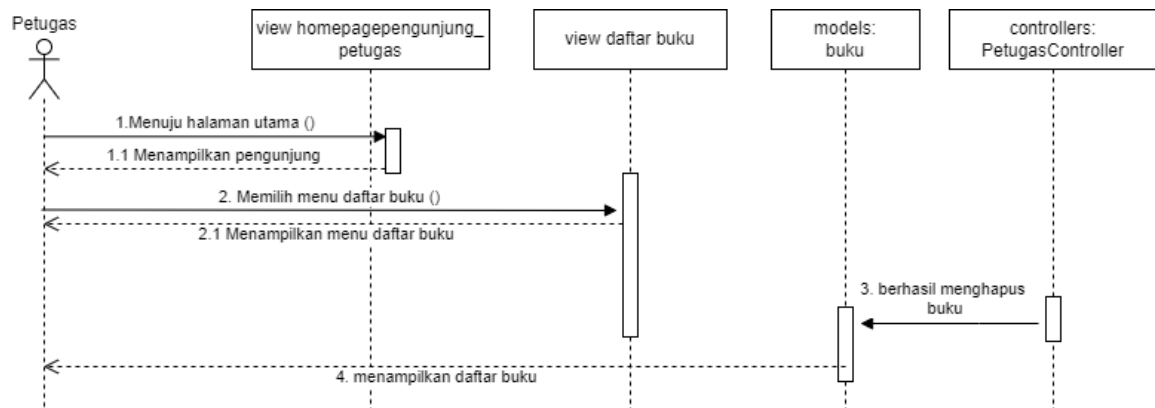 Petugas
view homepagepengunjung_
petugas
view daftar buku
models:
buku
controllers:
PetugasController
1.Menuju halaman utama ()
1.1 Menampilkan pengunjung
2. Memilih menu daftar buku ()
2.1 Menampilkan menu daftar buku
3. berhasil menghapus
buku
4. menampilkan daftar buku